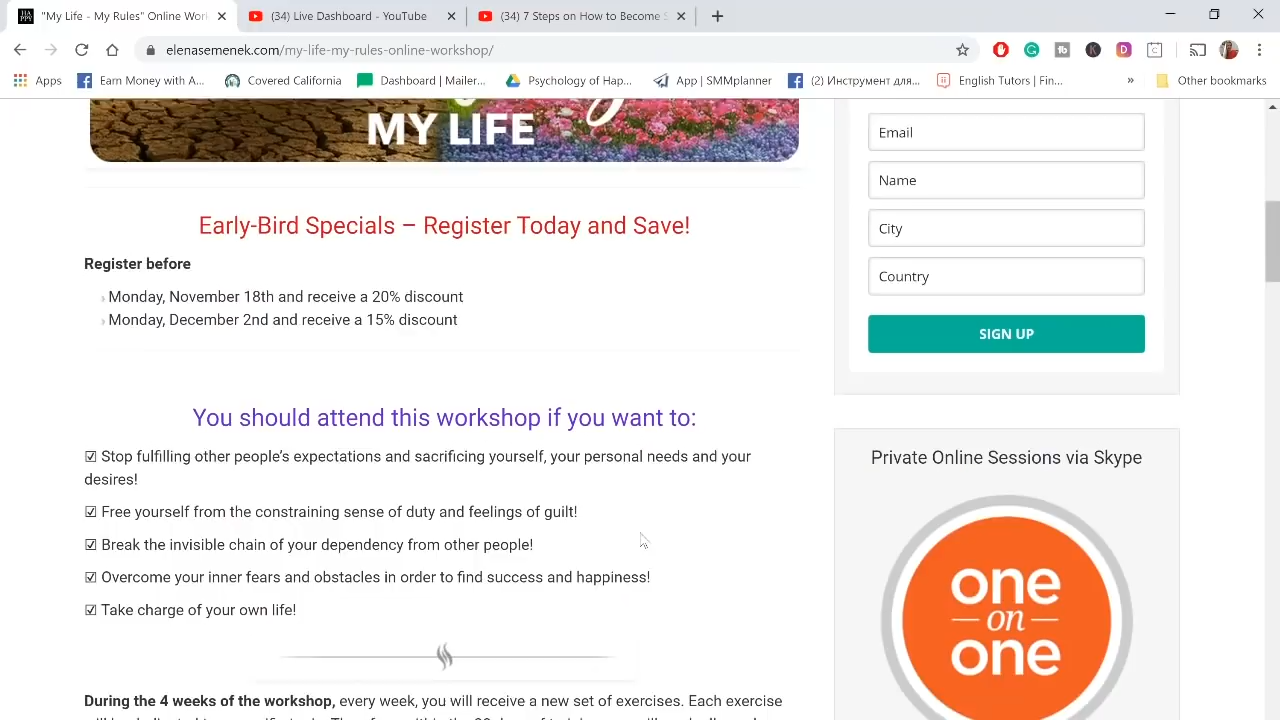 "My Life - My Rules" Online Wor
(34) Live Dashboard - YouTube
(34) 7 Steps on How to Become S
elenasemenek.com/my-life-my-rules-online-workshop/
Apps
Earn Money with A...
Covered California
Dashboard | Mailer...
Psychology of Hap...
App | SMMplanner
(2) Инструмент для...
English Tutors | Fin...
Other bookmarks
MY LIFE
Early-Bird Specials – Register Today and Save!
Register before
Monday, November 18th and receive a 20% discount
Monday, December 2nd and receive a 15% discount
You should attend this workshop if you want to:
☑ Stop fulfilling other people's expectations and sacrificing yourself, your personal needs and your
desires!
☑ Free yourself from the constraining sense of duty and feelings of guilt!
☑ Break the invisible chain of your dependency from other people!
☑ Overcome your inner fears and obstacles in order to find success and happiness!
☑ Take charge of your own life!
During the 4 weeks of the workshop, every week, you will receive a new set of exercises. Each exercise
Email
Name
City
Country
SIGN UP
Private Online Sessions via Skype
one
on
one